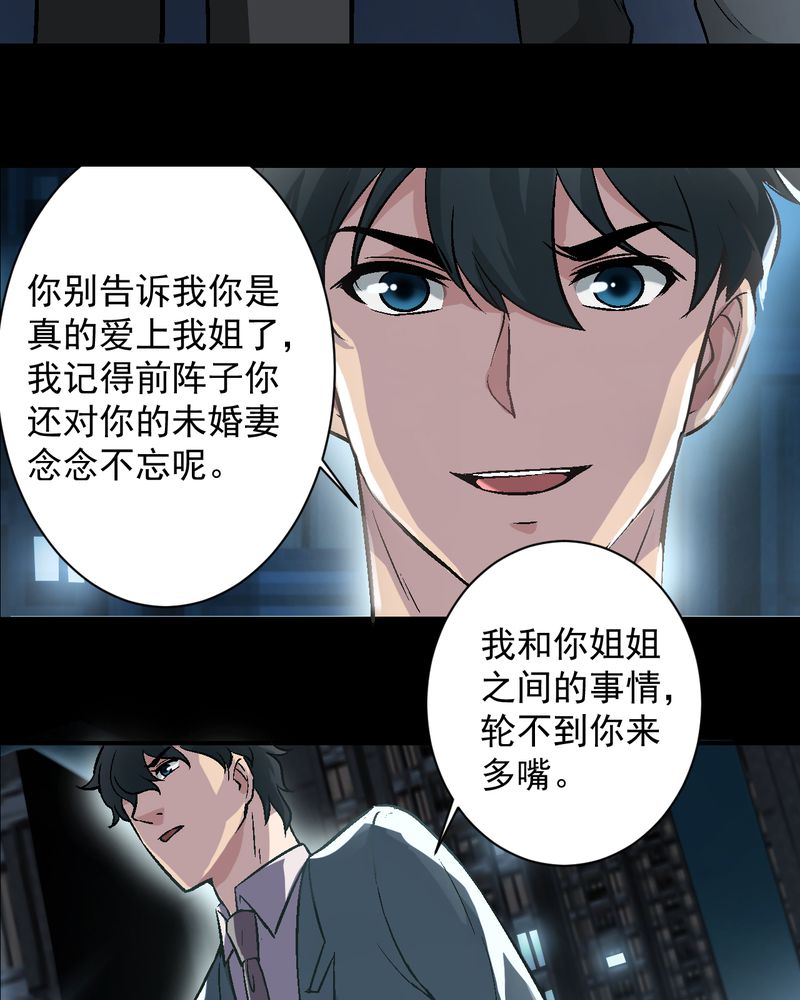 你别告诉我你是
真的爱上我姐了，
我记得前阵子你
还对你的未婚妻
念念不忘呢。
我和你姐姐
之间的事情，
轮不到你来
多嘴。